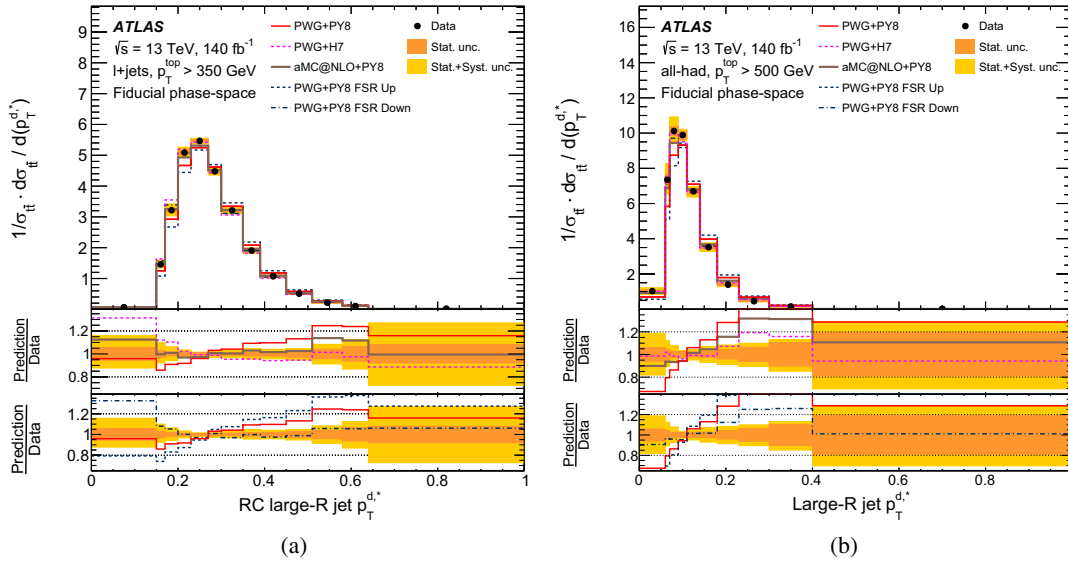 ATLAS
√s = 13 TeV, 140 fb⁻¹
l+jets, p_T^top > 350 GeV
Fiducial phase-space
PWG+PY8
PWG+H7
aMC@NLO+PY8
PWG+PY8 FSR Up
PWG+PY8 FSR Down
Data
Stat. unc.
Stat.+Syst. unc.
1/σ_tt̄ · dσ_tt̄ / d(p_T^d,*)
9
8
7
6
5
4
3
2
1
Prediction
Data
1.2
1
0.8
Prediction
Data
1.2
1
0.8
0 0.2 0.4 0.6 0.8 1
RC large-R jet p_T^d,*
(a)
ATLAS
√s = 13 TeV, 140 fb⁻¹
all-had, p_T^top > 500 GeV
Fiducial phase-space
PWG+PY8
PWG+H7
aMC@NLO+PY8
PWG+PY8 FSR Up
PWG+PY8 FSR Down
Data
Stat. unc.
Stat.+Syst. unc.
1/σ_tt̄ · dσ_tt̄ / d(p_T^d,*)
16
14
12
10
8
6
4
2
Prediction
Data
1.2
1
0.8
Prediction
Data
1.2
1
0.8
0 0.2 0.4 0.6 0.8
Large-R jet p_T^d,*
(b)